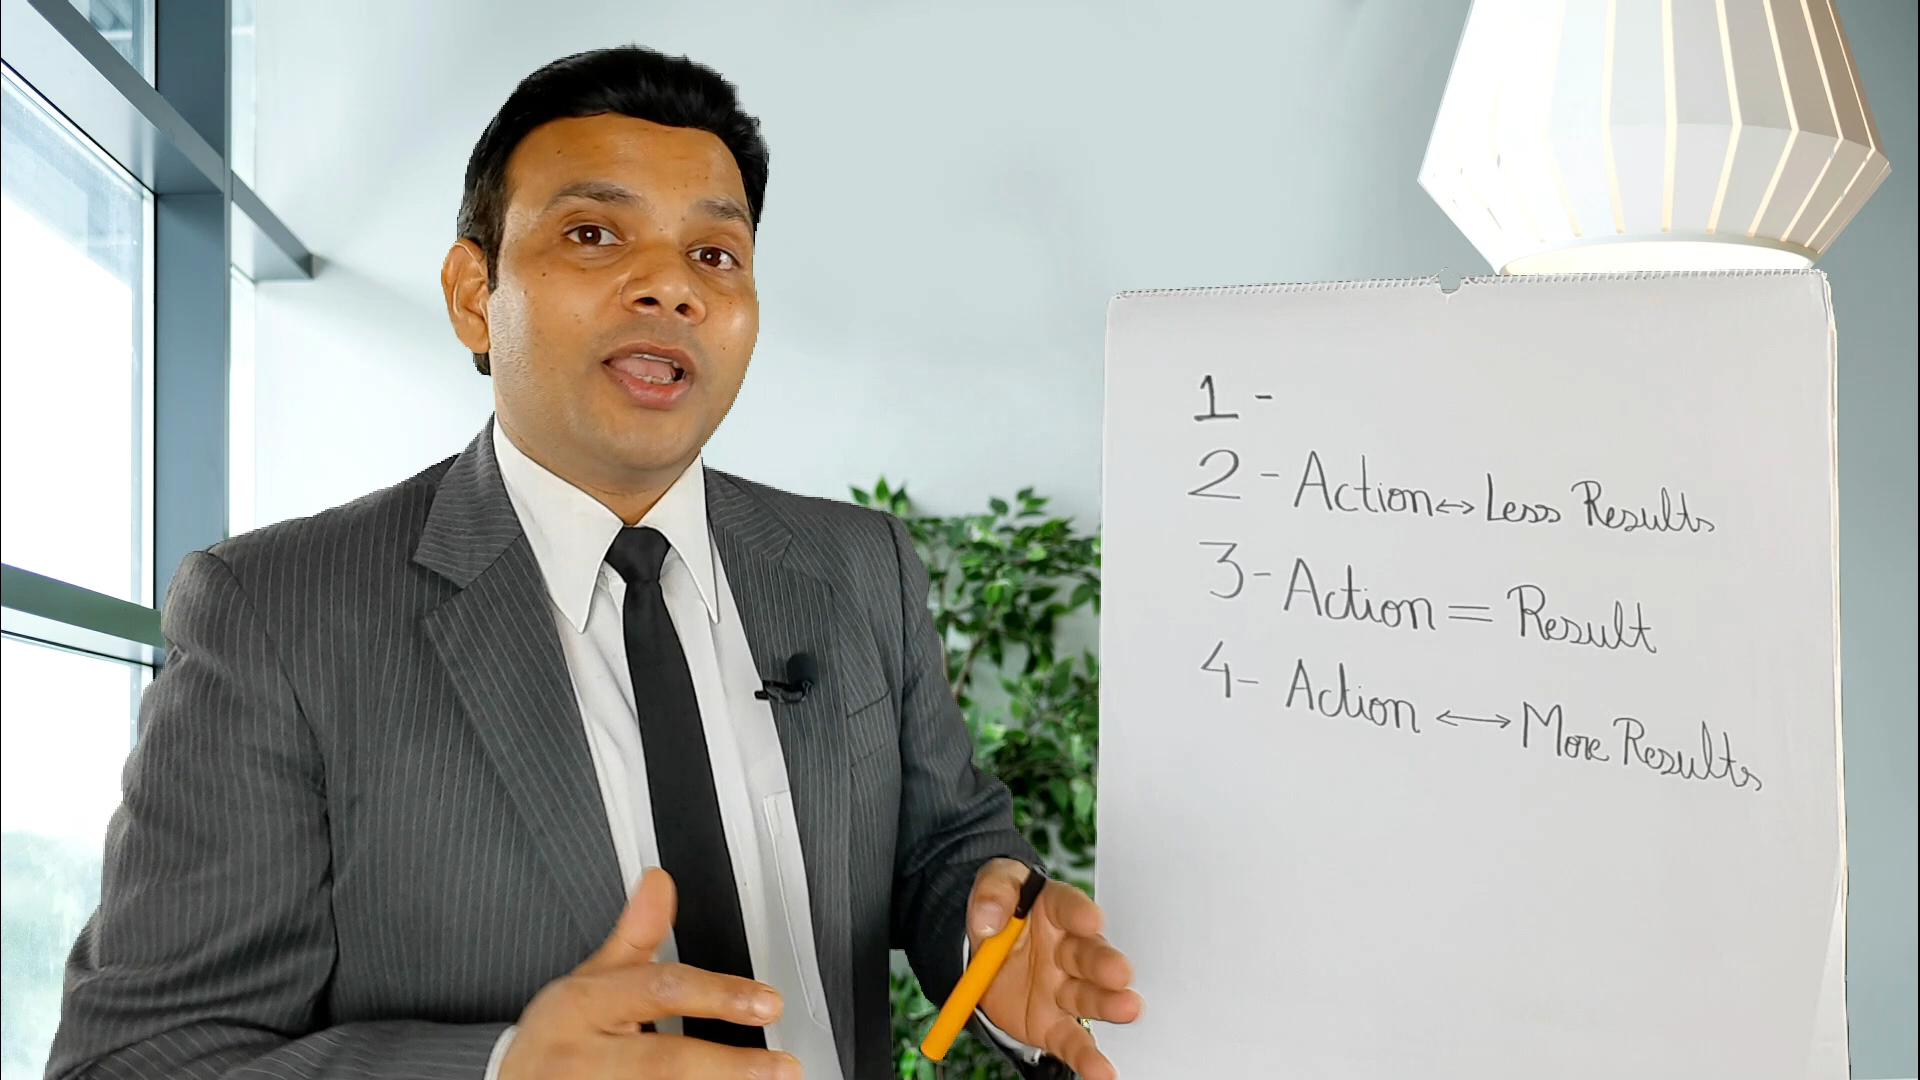 1 -
2 - Action ↔ Less Results
3 - Action = Result
4 - Action ⟷ More Results